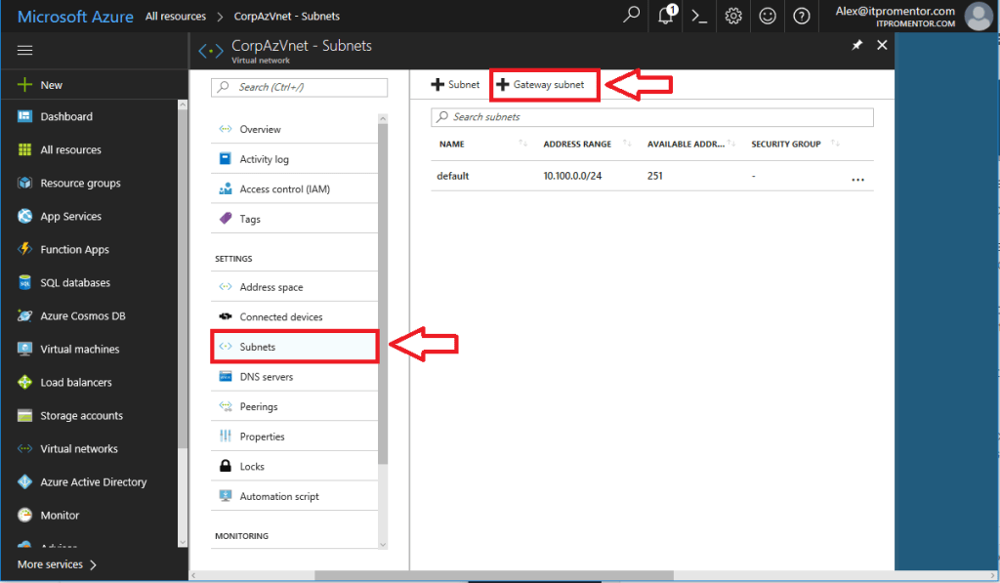 Microsoft Azure All resources > CorpAzVnet - Subnets
1
Alex@itpromentor.com
ITPROMENTOR.COM
CorpAzVnet - Subnets
Virtual network
New
Dashboard
All resources
Resource groups
App Services
Function Apps
SQL databases
Azure Cosmos DB
Virtual machines
Load balancers
Storage accounts
Virtual networks
Azure Active Directory
Monitor
Advisor
More services >
Search (Ctrl+/)
Overview
Activity log
Access control (IAM)
Tags
SETTINGS
Address space
Connected devices
Subnets
DNS servers
Peerings
Properties
Locks
Automation script
MONITORING
+ Subnet + Gateway subnet
Search subnets
NAME ADDRESS RANGE AVAILABLE ADDR... SECURITY GROUP
default 10.100.0.0/24 251 - ...